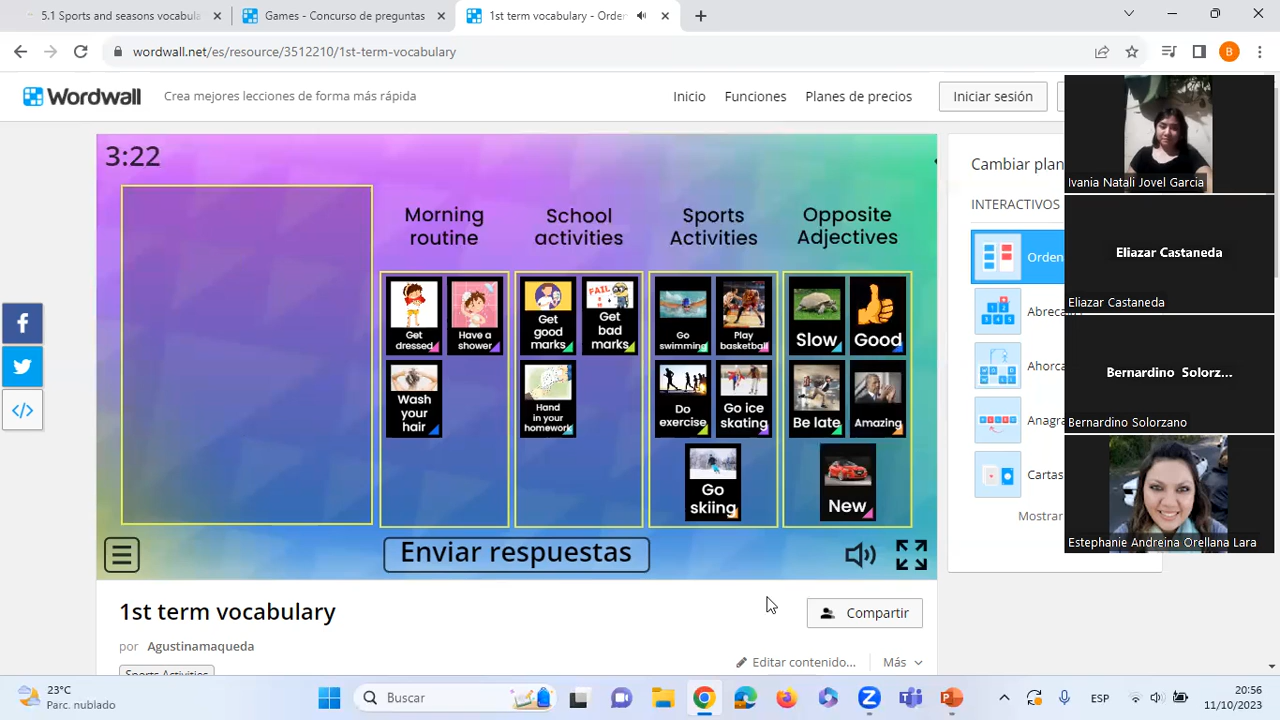 5.1 Sports and seasons vocabula
Games - Concurso de preguntas
1st term vocabulary - Orde
wordwall.net/es/resource/3512210/1st-term-vocabulary
B
Wordwall
Crea mejores lecciones de forma más rápida
Inicio
Funciones
Planes de precios
Iniciar sesión
3:22
Morning routine
School activities
Sports Activities
Opposite Adjectives
Get dressed
Have a shower
Wash your hair
Get good marks
FAIL
Get bad marks
Hand in your homework
Go swimming
Play basketball
Do exercise
Go ice skating
Go skiing
Slow
Good
Be late
Amazing
New
Enviar respuestas
Cambiar plan
INTERACTIVOS
Orden
Abreca
Ahorca
Anagra
Cartas
Mostrar
Ivania Natali Jovel Garcia
Eliazar Castaneda
Eliazar Castaneda
Bernardino Solorz...
Bernardino Solorzano
Estephanie Andreina Orellana Lara
1st term vocabulary
Compartir
por Agustinamaqueda
Editar contenido...
Más
Sports Activities
23°C
Parc. nublado
Buscar
ESP
20:56
11/10/2023